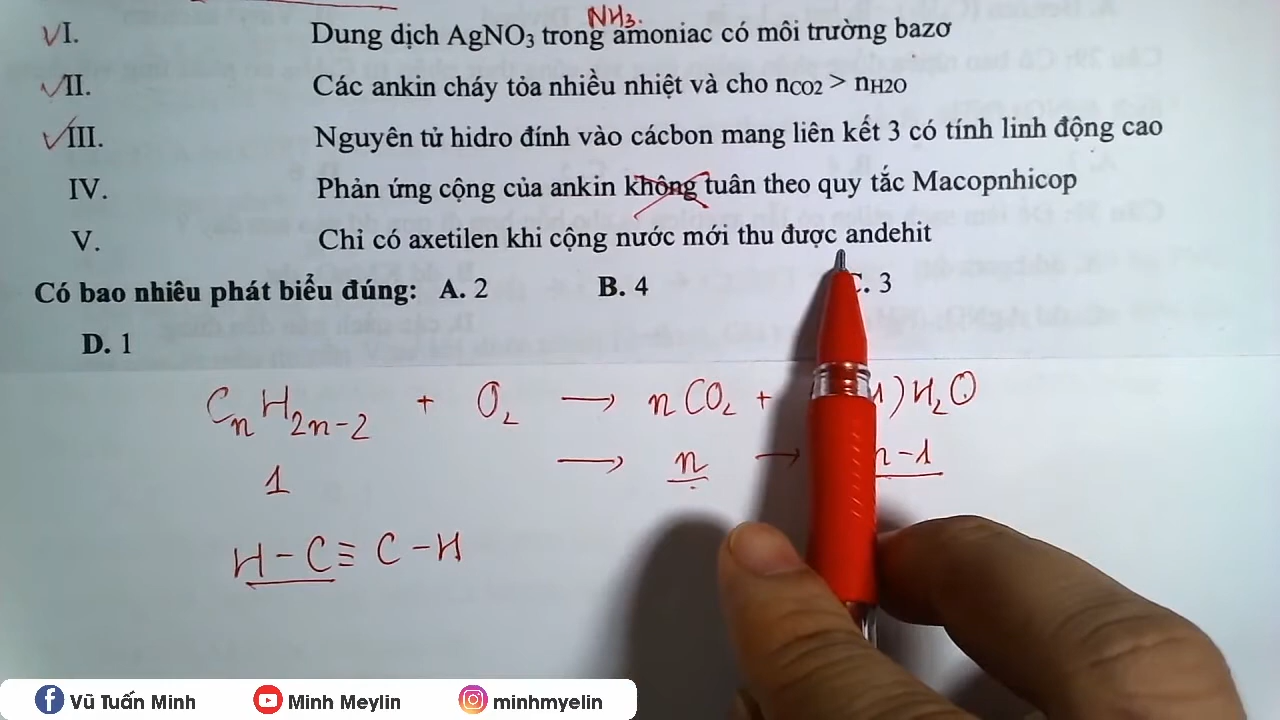 NH3.
I. Dung dịch AgNO3 trong amoniac có môi trường bazơ
II. Các ankin cháy tỏa nhiều nhiệt và cho nCO2 > nH2O
III. Nguyên tử hidro đính vào cácbon mang liên kết 3 có tính linh động cao
IV. Phản ứng cộng của ankin không tuân theo quy tắc Macopnhicop
V. Chỉ có axetilen khi cộng nước mới thu được andehit
Có bao nhiêu phát biểu đúng: A. 2 B. 4 C. 3
D. 1
CnH2n-2 + O2 → nCO2 + 1)H2O
1 → n → n-1
H-C≡C-H
Vũ Tuấn Minh Minh Meylin minhmyelin